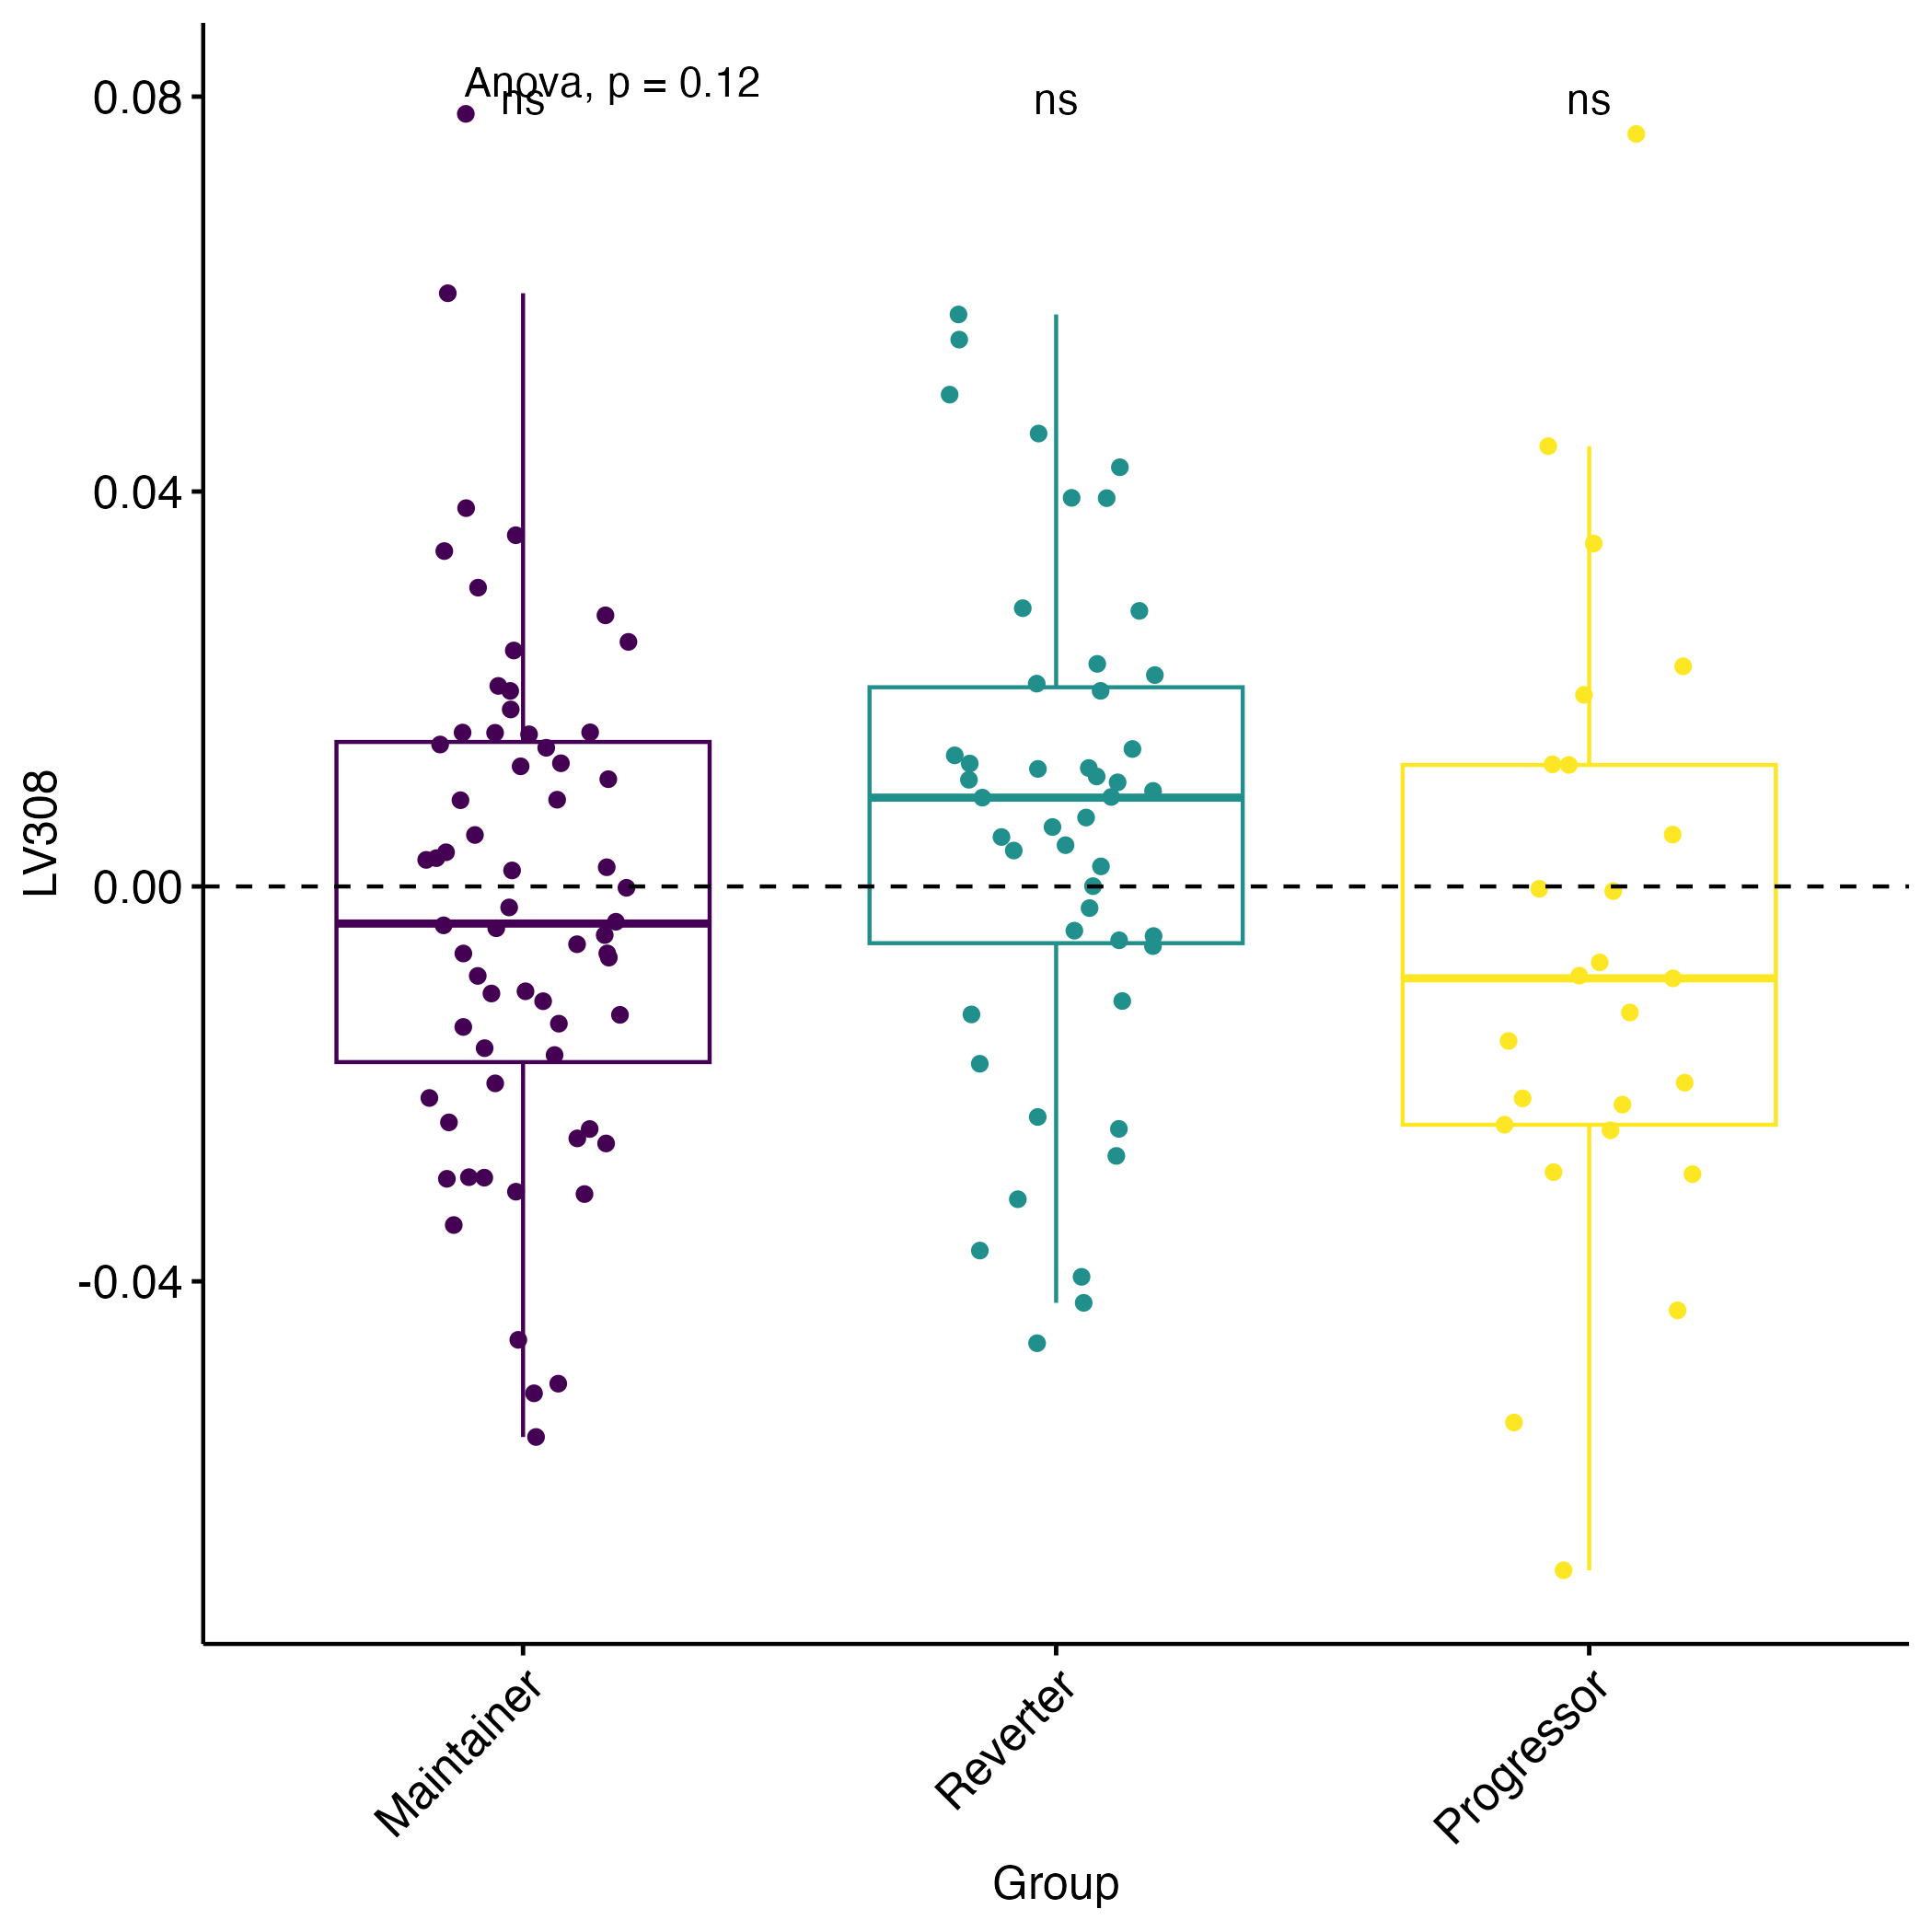 Anova, p = 0.12
ns ns ns
0.08
0.04
0.00
-0.04
LV308
Maintainer
Reverter
Progressor
Group